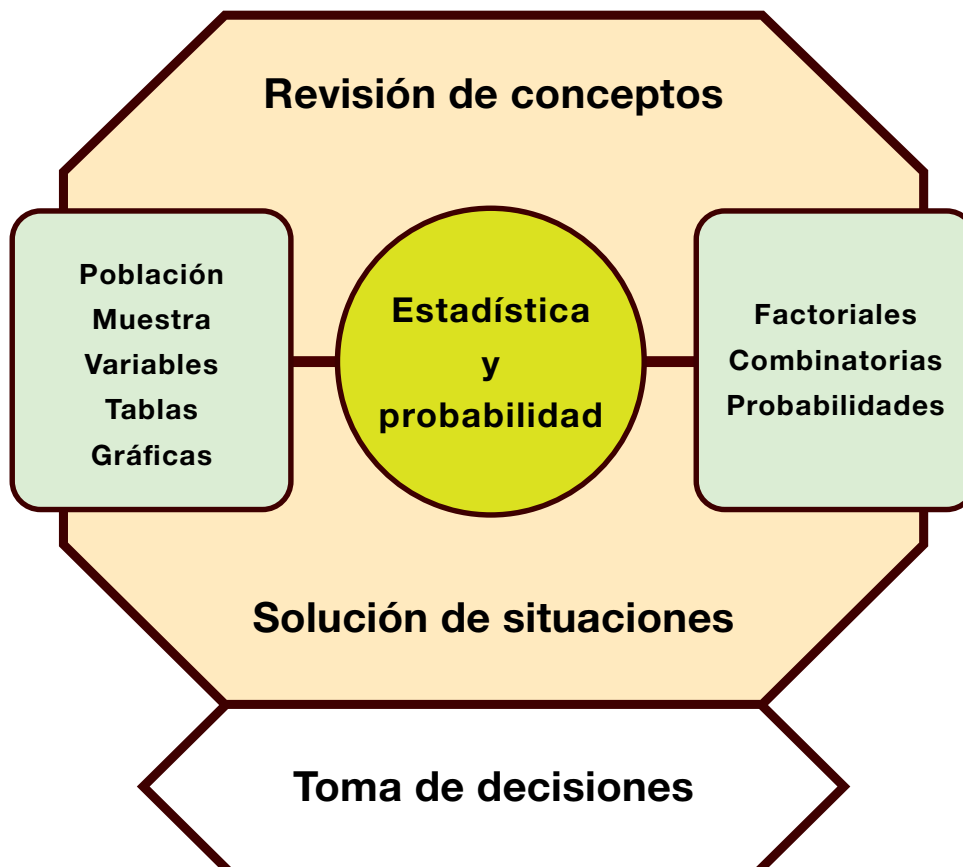 Revisión de conceptos
Población
Muestra
Variables
Tablas
Gráficas
Estadística
y
probabilidad
Factoriales
Combinatorias
Probabilidades
Solución de situaciones
Toma de decisiones